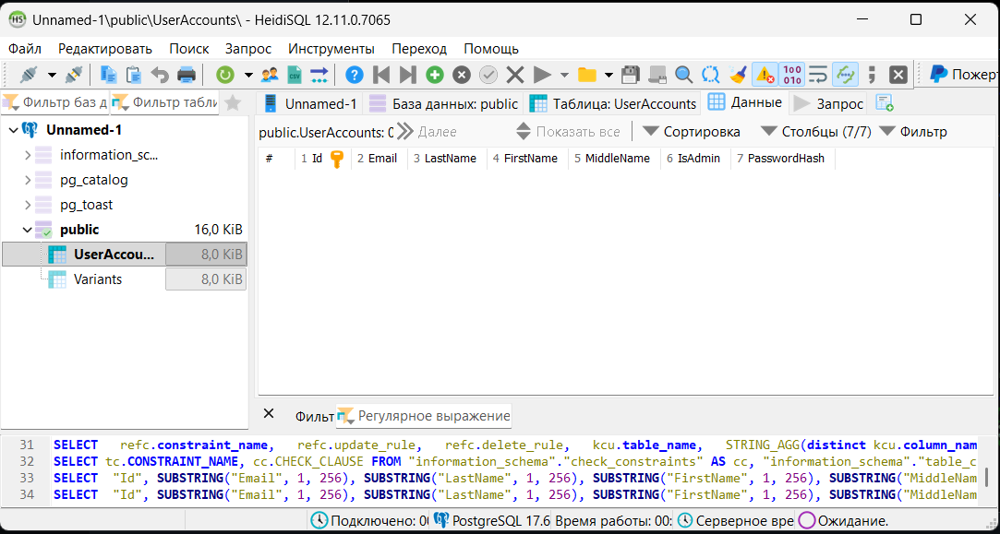 HS Unnamed-1\public\UserAccounts\ - HeidiSQL 12.11.0.7065
Файл Редактировать Поиск Запрос Инструменты Переход Помощь
CSV ? 100 010 ; Пожерт
Фильтр баз д Фильтр табли Unnamed-1 База данных: public Таблица: UserAccounts Данные Запрос
public.UserAccounts: 0 Далее Показать все Сортировка Столбцы (7/7) Фильтр
# 1 Id 2 Email 3 LastName 4 FirstName 5 MiddleName 6 IsAdmin 7 PasswordHash
Unnamed-1
information_sc...
pg_catalog
pg_toast
public 16,0 KiB
UserAccou... 8,0 KiB
Variants 8,0 KiB
Фильт Регулярное выражение
31 SELECT refc.constraint_name, refc.update_rule, refc.delete_rule, kcu.table_name, STRING_AGG(distinct kcu.column_nam
32 SELECT tc.CONSTRAINT_NAME, cc.CHECK_CLAUSE FROM "information_schema"."check_constraints" AS cc, "information_schema"."table_c
33 SELECT "Id", SUBSTRING("Email", 1, 256), SUBSTRING("LastName", 1, 256), SUBSTRING("FirstName", 1, 256), SUBSTRING("MiddleNam
34 SELECT "Id", SUBSTRING("Email", 1, 256), SUBSTRING("LastName", 1, 256), SUBSTRING("FirstName", 1, 256), SUBSTRING("MiddleNam
Подключено: 00 PostgreSQL 17.6 Время работы: 00: Серверное вре Ожидание.